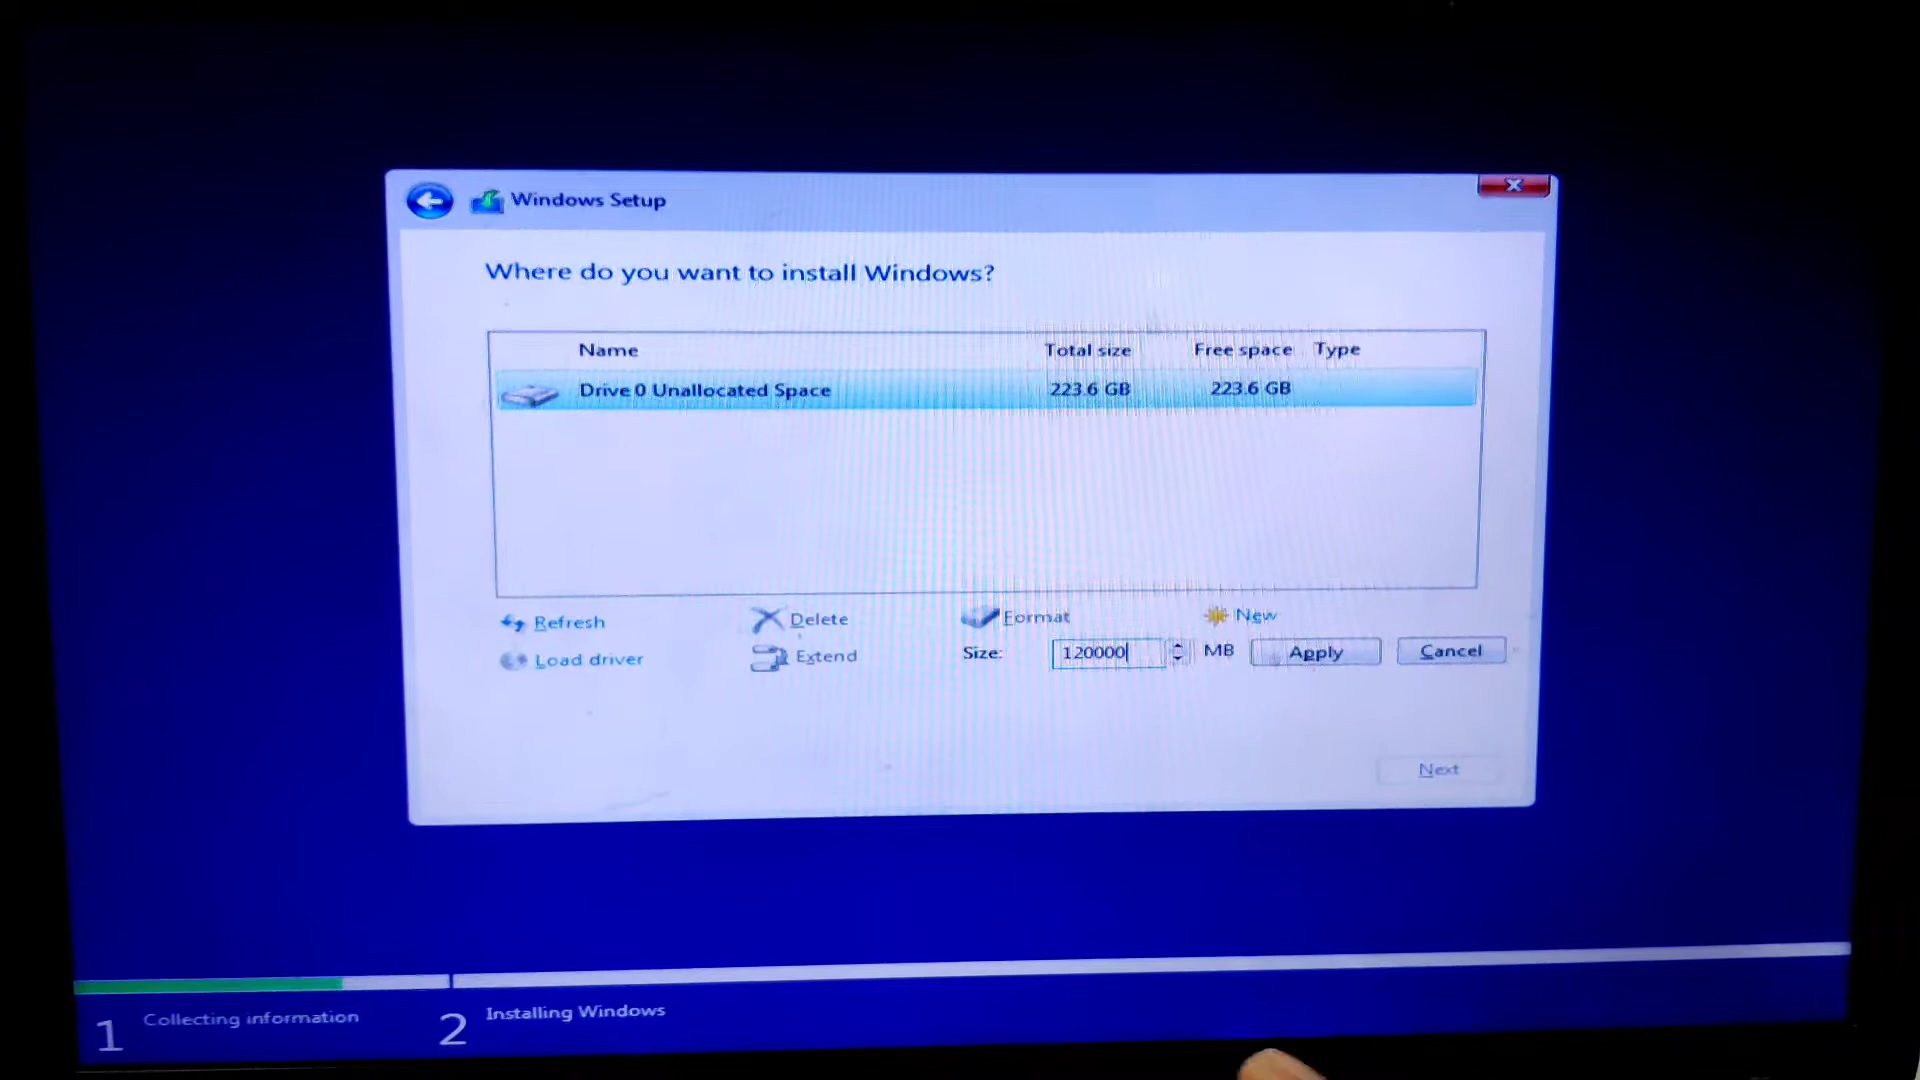 Windows Setup
Where do you want to install Windows?
Name Total size Free space Type
Drive 0 Unallocated Space 223.6 GB 223.6 GB
Refresh Delete Format New
Load driver Extend Size: 120000 MB Apply Cancel
Next
1 Collecting information 2 Installing Windows